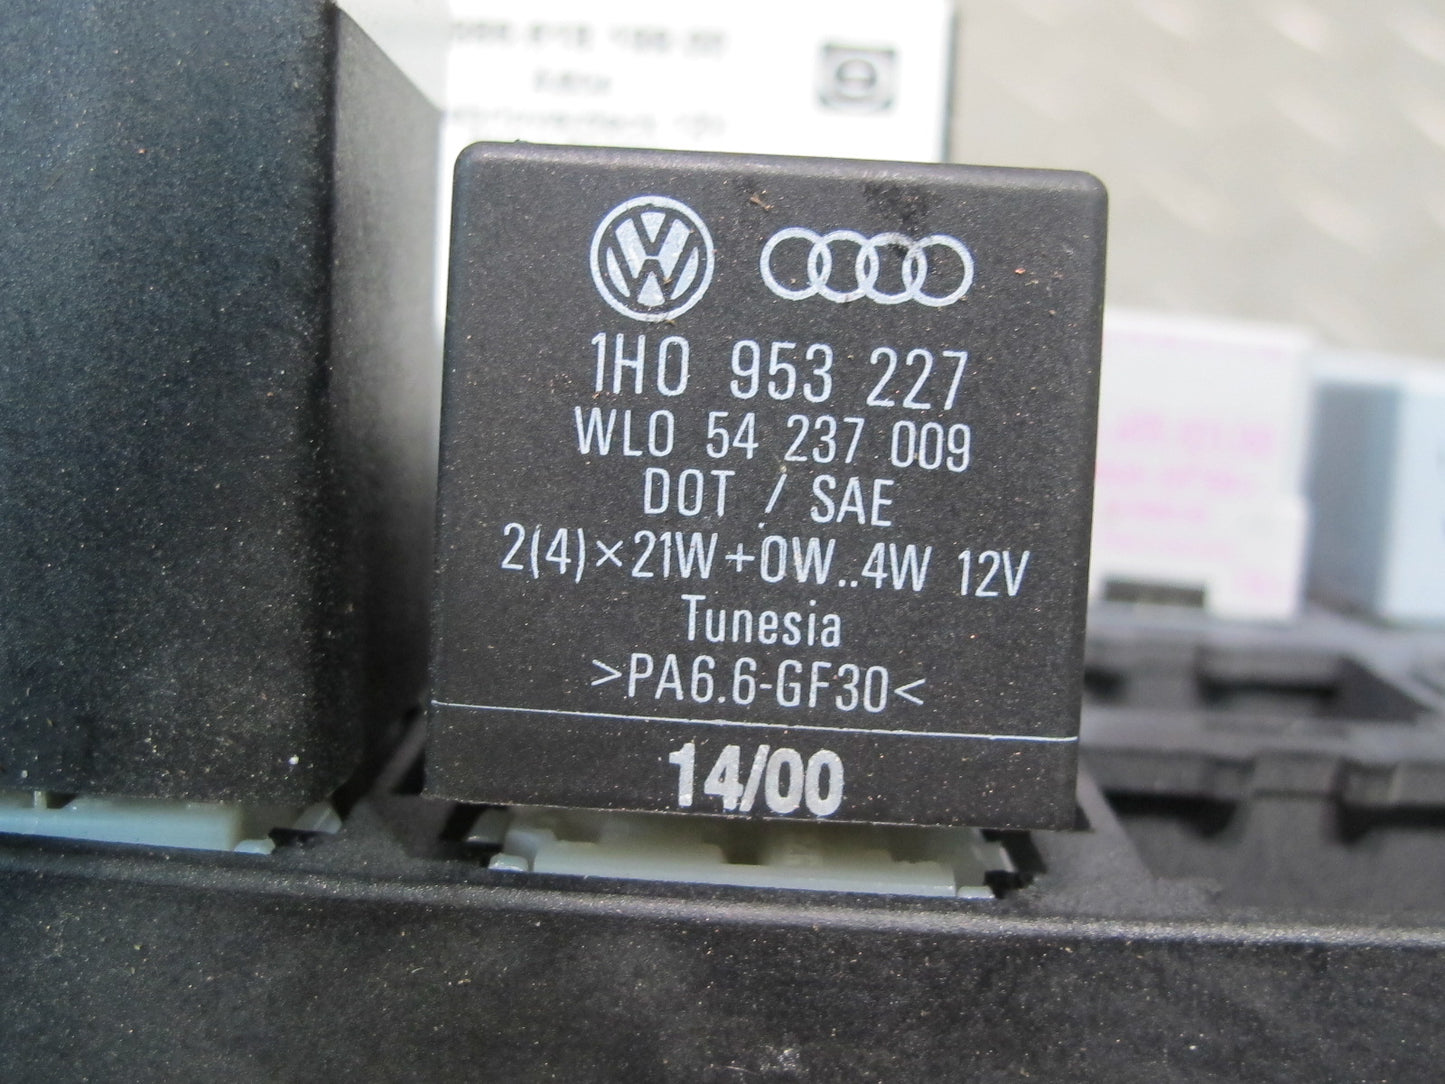 1H0 953 227
WL0 54 237 009
DOT / SAE
2(4)×21W+0W..4W 12V
Tunesia
>PA6.6-GF30<
14/00